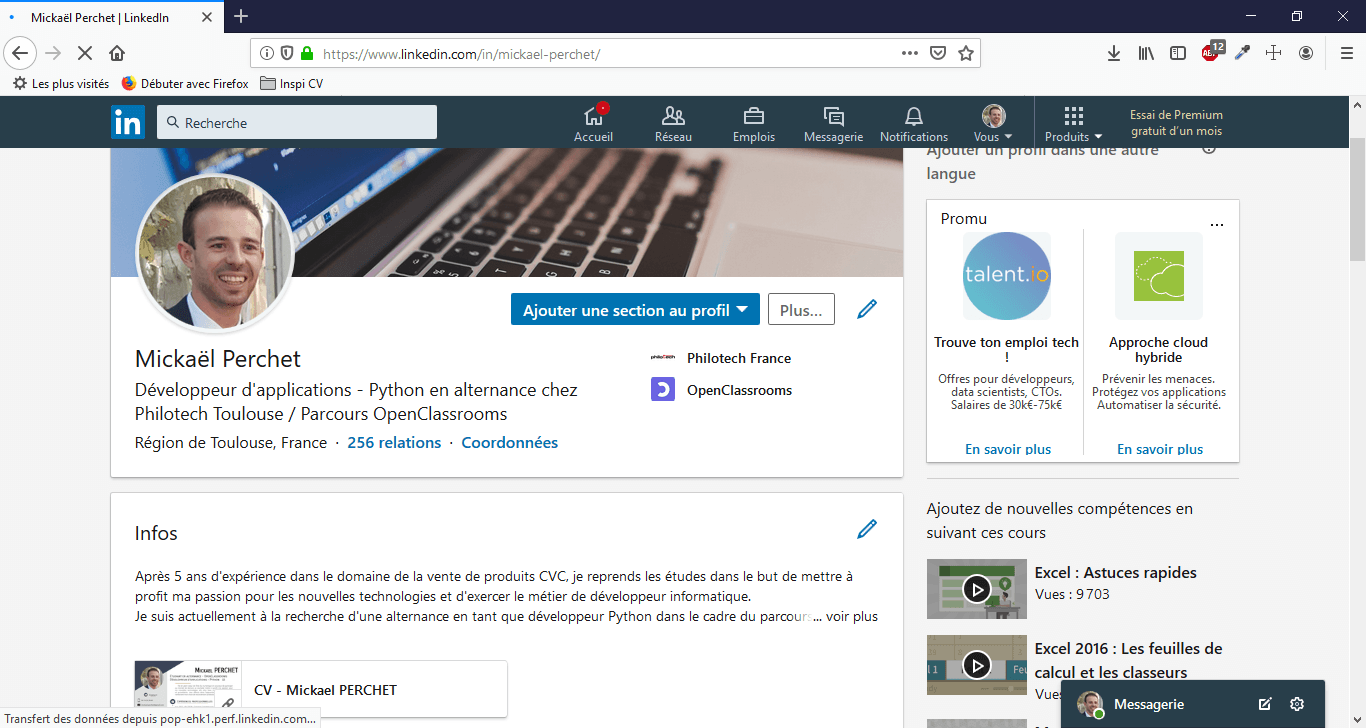 Mickaël Perchet | LinkedIn
https://www.linkedin.com/in/mickael-perchet/
12
ABP
Les plus visités
Débuter avec Firefox
Inspi CV
in
Recherche
Accueil
Réseau
Emplois
Messagerie
Notifications
Vous
Produits
Essai de Premium
gratuit d'un mois
Ajouter une section au profil
Plus...
Mickaël Perchet
Développeur d'applications - Python en alternance chez
Philotech Toulouse / Parcours OpenClassrooms
Région de Toulouse, France · 256 relations · Coordonnées
Philotech France
OpenClassrooms
Infos
Après 5 ans d'expérience dans le domaine de la vente de produits CVC, je reprends les études dans le but de mettre à
profit ma passion pour les nouvelles technologies et d'exercer le métier de développeur informatique.
Je suis actuellement à la recherche d'une alternance en tant que développeur Python dans le cadre du parcours... voir plus
Mickael PERCHET
CV - Mickael PERCHET
Transfert des données depuis pop-ehk1.perf.linkedin.com...
Ajouter un profil dans une autre
langue
Promu
...
talent.io
Trouve ton emploi tech
!
Offres pour développeurs,
data scientists, CTOs.
Salaires de 30k€-75k€
En savoir plus
Approche cloud
hybride
Prévenir les menaces.
Protégez vos applications
Automatiser la sécurité.
En savoir plus
Ajoutez de nouvelles compétences en
suivant ces cours
Excel : Astuces rapides
Vues : 9 703
Excel 2016 : Les feuilles de
calcul et les classeurs
Vues
Messagerie